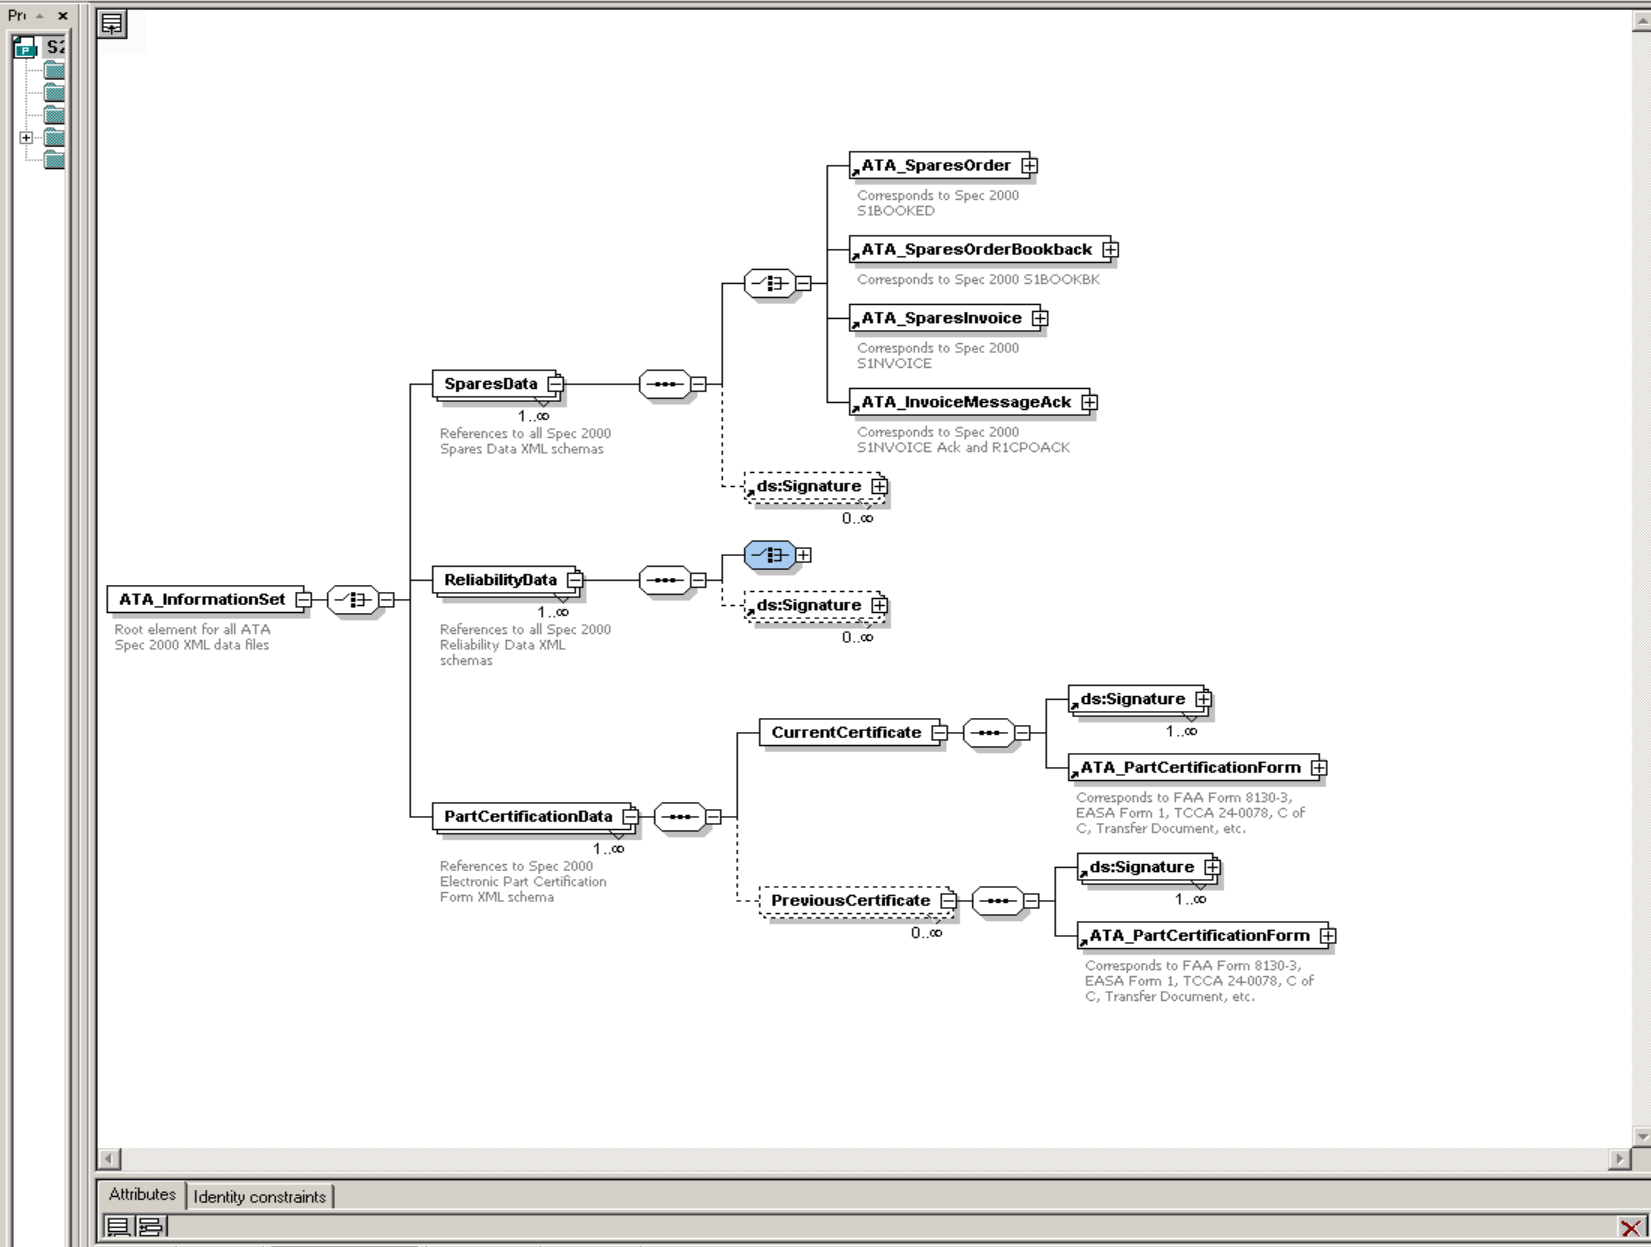 Pri
S2
P
ATA_SparesOrder
Corresponds to Spec 2000
S1BOOKED
ATA_SparesOrderBookback
Corresponds to Spec 2000 S1BOOKBK
ATA_SparesInvoice
Corresponds to Spec 2000
S1NVOICE
SparesData
1..∞
References to all Spec 2000
Spares Data XML schemas
ATA_InvoiceMessageAck
Corresponds to Spec 2000
S1NVOICE Ack and R1CPOACK
ds:Signature
0..∞
ReliabilityData
1..∞
References to all Spec 2000
Reliability Data XML
schemas
ds:Signature
0..∞
ATA_InformationSet
Root element for all ATA
Spec 2000 XML data files
ds:Signature
1..∞
CurrentCertificate
ATA_PartCertificationForm
Corresponds to FAA Form 8130-3,
EASA Form 1, TCCA 24-0078, C of
C, Transfer Document, etc.
PartCertificationData
1..∞
References to Spec 2000
Electronic Part Certification
Form XML schema
ds:Signature
1..∞
PreviousCertificate
0..∞
ATA_PartCertificationForm
Corresponds to FAA Form 8130-3,
EASA Form 1, TCCA 24-0078, C of
C, Transfer Document, etc.
Attributes
Identity constraints